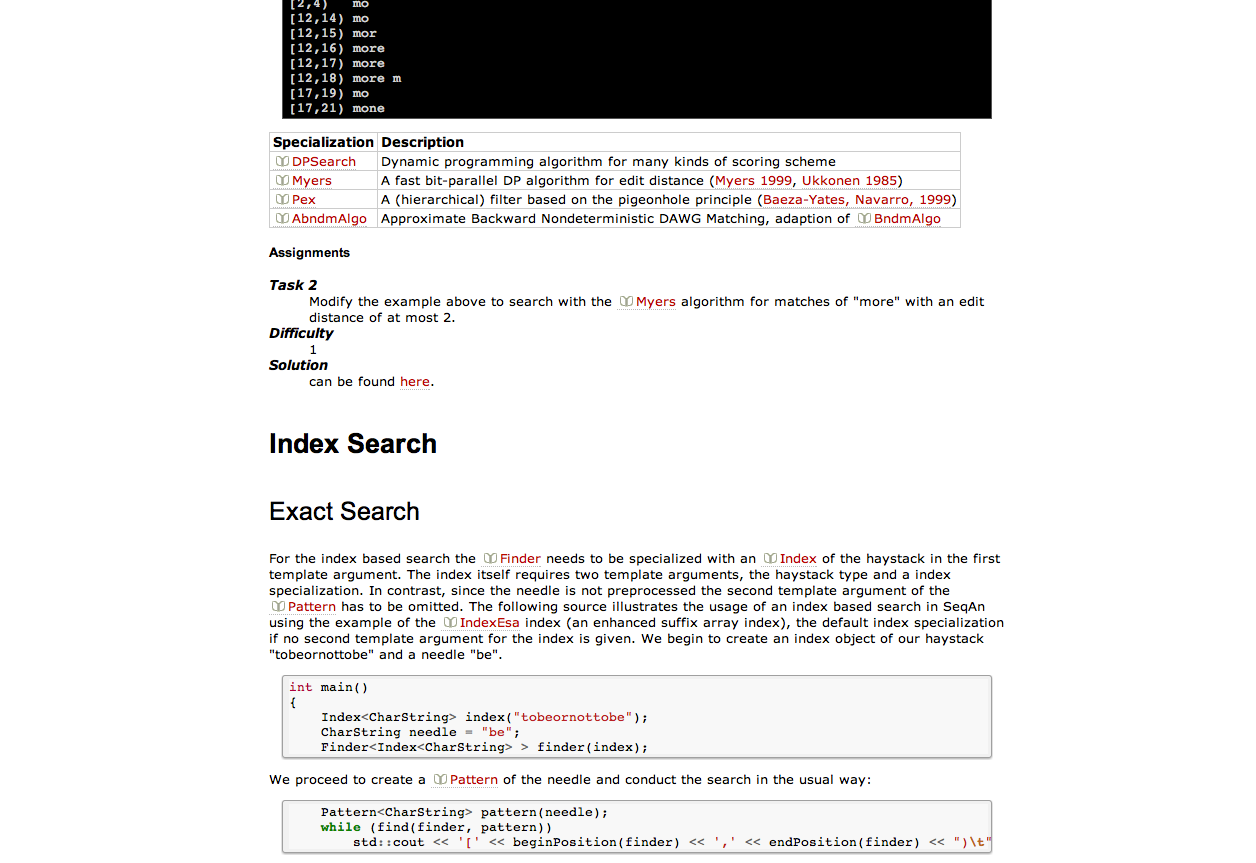 [2,4)   mo
[12,14) mo
[12,15) mor
[12,16) more
[12,17) more
[12,18) more m
[17,19) mo
[17,21) mone
Specialization Description
DPSearch Dynamic programming algorithm for many kinds of scoring scheme
Myers A fast bit-parallel DP algorithm for edit distance (Myers 1999, Ukkonen 1985)
Pex A (hierarchical) filter based on the pigeonhole principle (Baeza-Yates, Navarro, 1999)
AbndmAlgo Approximate Backward Nondeterministic DAWG Matching, adaption of BndmAlgo
Assignments
Task 2
Modify the example above to search with the Myers algorithm for matches of "more" with an edit
distance of at most 2.
Difficulty
1
Solution
can be found here.
Index Search
Exact Search
For the index based search the Finder needs to be specialized with an Index of the haystack in the first
template argument. The index itself requires two template arguments, the haystack type and a index
specialization. In contrast, since the needle is not preprocessed the second template argument of the
Pattern has to be omitted. The following source illustrates the usage of an index based search in SeqAn
using the example of the IndexEsa index (an enhanced suffix array index), the default index specialization
if no second template argument for the index is given. We begin to create an index object of our haystack
"tobeornottobe" and a needle "be".
int main()
{
    Index<CharString> index("tobeornottobe");
    CharString needle = "be";
    Finder<Index<CharString> > finder(index);
We proceed to create a Pattern of the needle and conduct the search in the usual way:
    Pattern<CharString> pattern(needle);
    while (find(finder, pattern))
        std::cout << '[' << beginPosition(finder) << ',' << endPosition(finder) << ")\t"